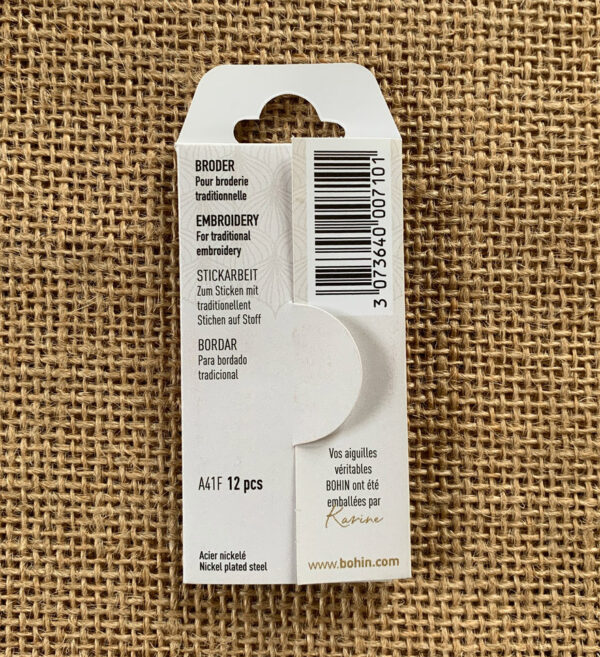 BRODER
Pour broderie
traditionnelle
EMBROIDERY
For traditional
embroidery
STICKARBEIT
Zum Sticken mit
traditionellent
Stichen auf Stoff
BORDAR
Para bordado
tradicional
A41F 12 pcs
Acier nickelé
Nickel plated steel
3 073640 007101
Vos aiguilles
véritables
BOHIN ont été
emballées par
Karine
www.bohin.com